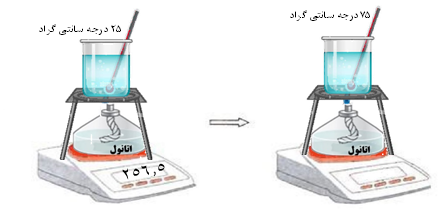 ۲۵ درجه سانتی گراد
۷۵ درجه سانتی گراد
اتانول
اتانول
۲۵۶,۵